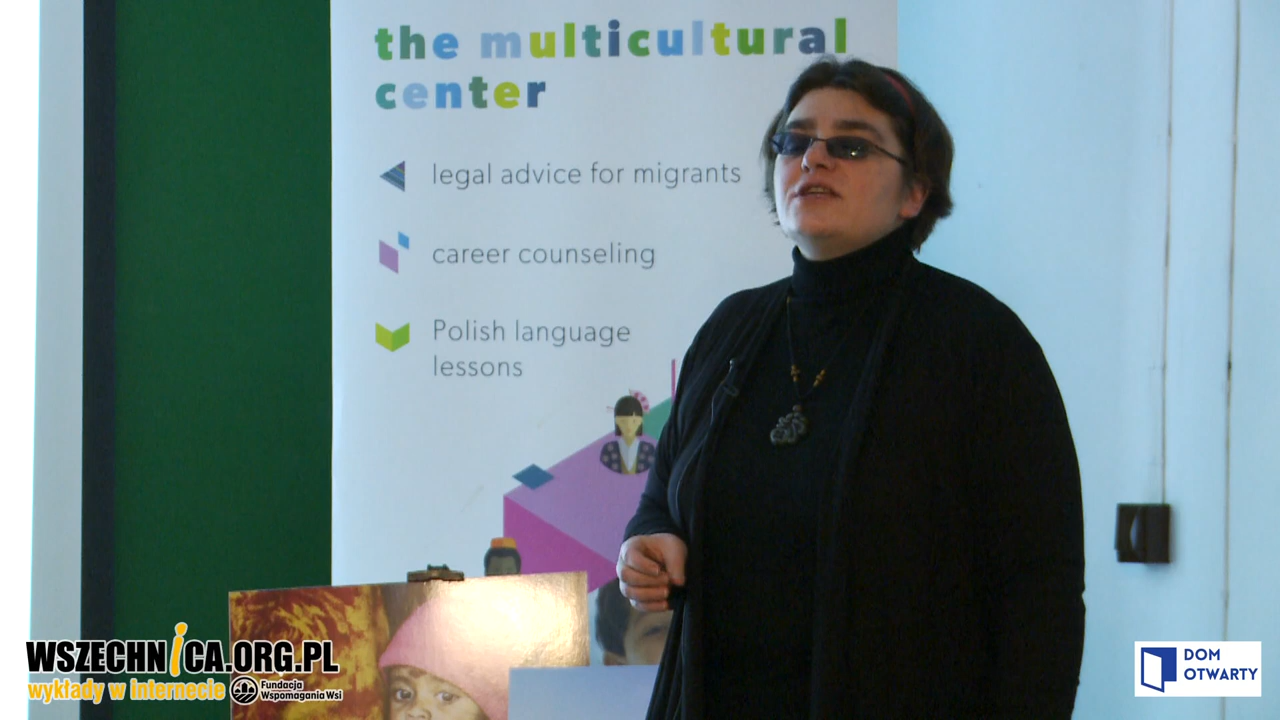 the multicultural
center
legal advice for migrants
career counseling
Polish language
lessons
WSZECHNiCA.ORG.PL
wykłady w internecie
Fundacja
Wspomagania Wsi
DOM
OTWARTY